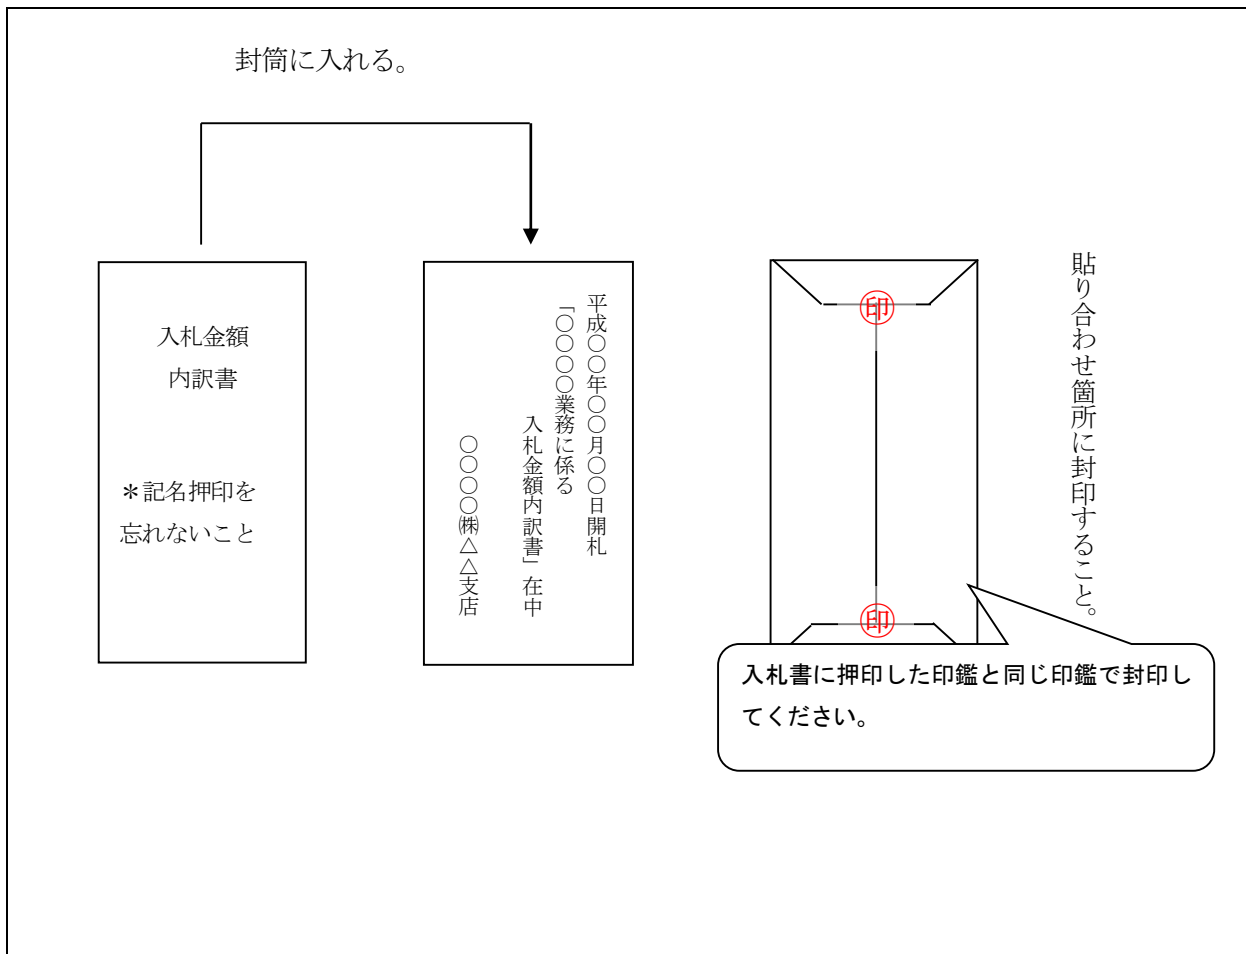 封筒に入れる。
入札金額
内訳書
＊記名押印を
忘れないこと
平成〇〇年〇〇月〇〇日開札
「〇〇〇〇業務に係る
入札金額内訳書」在中
〇〇〇〇㈱△△支店
印
印
貼り合わせ箇所に封印すること。
入札書に押印した印鑑と同じ印鑑で封印し
てください。